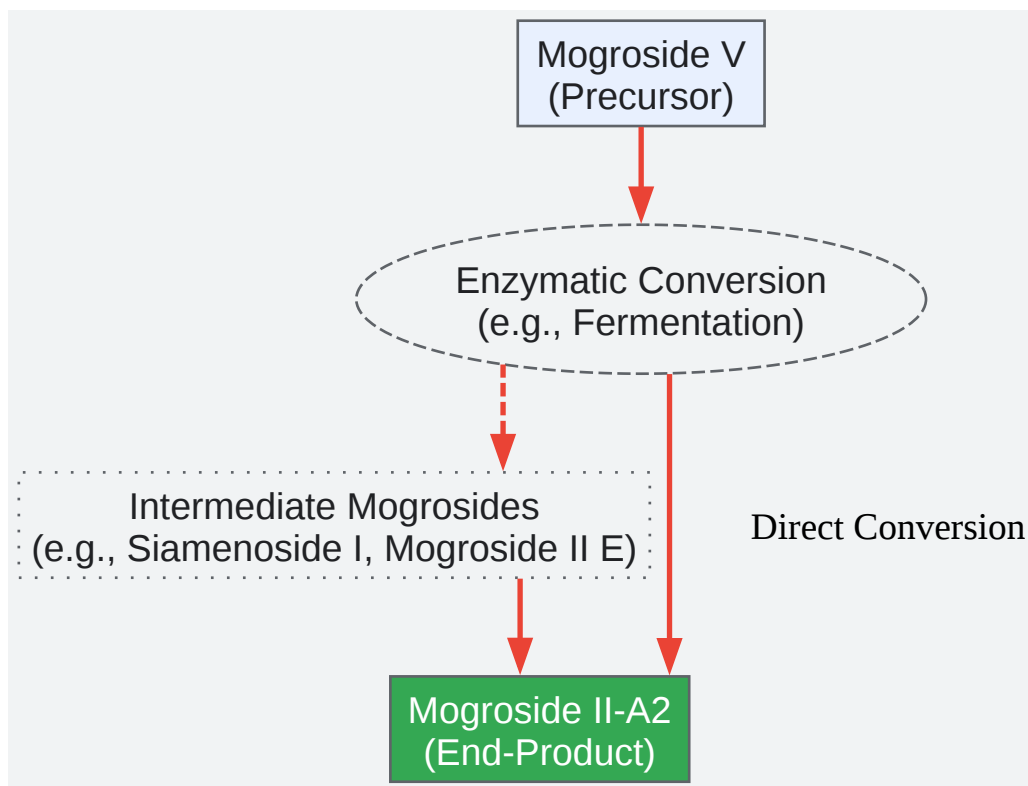 Mogroside V
(Precursor)
Enzymatic Conversion
(e.g., Fermentation)
Intermediate Mogrosides
(e.g., Siamenoside I, Mogroside II E)
Direct Conversion
Mogroside II-A2
(End-Product)